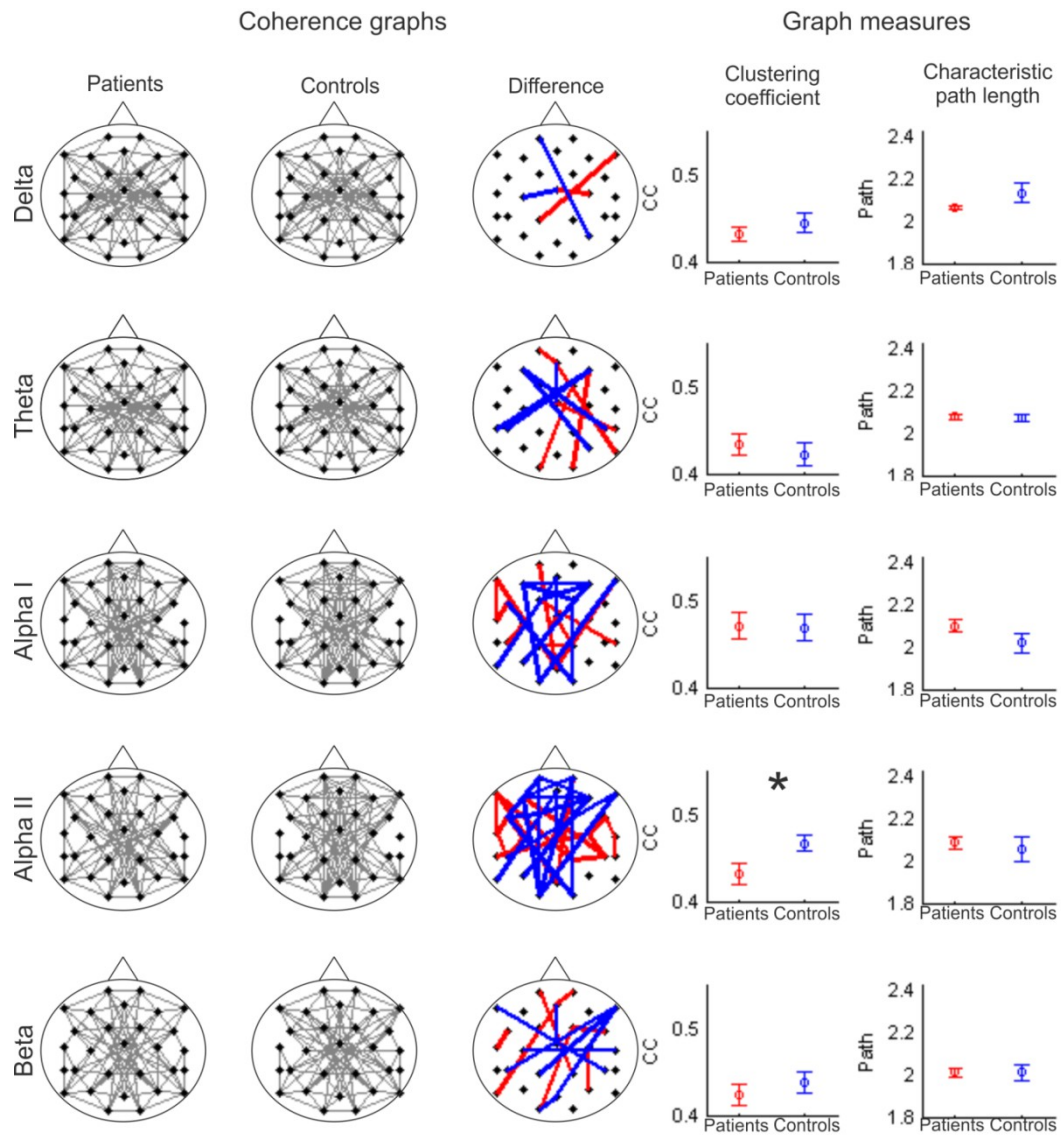 Coherence graphs
Graph measures
Patients
Controls
Difference
Clustering
coefficient
Characteristic
path length
Delta
CC
0.5
0.4
Patients Controls
Path
2.4
2.2
2
1.8
Patients Controls
Theta
CC
0.5
0.4
Patients Controls
Path
2.4
2.2
2
1.8
Patients Controls
Alpha I
CC
0.5
0.4
Patients Controls
Path
2.4
2.2
2
1.8
Patients Controls
Alpha II
CC
0.5
0.4
*
Patients Controls
Path
2.4
2.2
2
1.8
Patients Controls
Beta
CC
0.5
0.4
Patients Controls
Path
2.4
2.2
2
1.8
Patients Controls